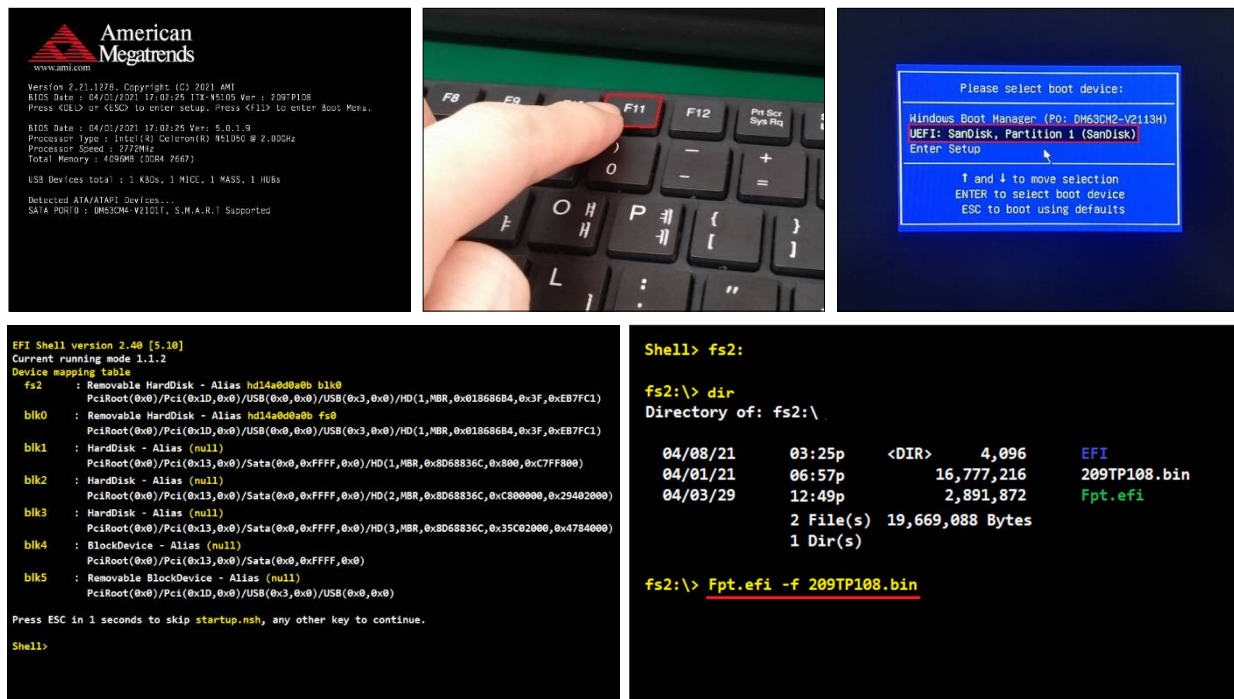 American
Megatrends
www.ami.com
Version 2.21.1278. Copyright (C) 2021 AMI
BIOS Date : 04/01/2021 17:02:25 ITX-N5105 Ver : 209TP108
Press <DEL> or <ESC> to enter setup. Press <F11> to enter Boot Menu.
BIOS Date : 04/01/2021 17:02:25 Ver: 5.0.1.9
Processor Type : Intel(R) Celeron(R) N5105@ @ 2.00GHz
Processor Speed : 2772MHz
Total Memory : 4096MB (DDR4 2667)
USB Devices total : 1 KBDs, 1 MICE, 1 MASS, 1 HUBs
Detected ATA/ATAPI Devices...
SATA PORT0 : DM63CM4-V2101T, S.M.A.R.T Supported
F8
F9
F11
F12
Prt Scr
Sys Rq
)
0
_
-
+
=
O ㅒ
ㅐ
P ㅖ
ㅔ
{
[
}
]
ㅑ
L
:
;
"
Please select boot device:
Windows Boot Manager (P0: DM63CM2-V2113H)
UEFI: SanDisk, Partition 1 (SanDisk)
Enter Setup
↑ and ↓ to move selection
ENTER to select boot device
ESC to boot using defaults
EFI Shell version 2.40 [5.10]
Current running mode 1.1.2
Device mapping table
fs2 : Removable HardDisk - Alias hd14a0d0a0b blk0
PciRoot(0x0)/Pci(0x1D,0x0)/USB(0x0,0x0)/USB(0x3,0x0)/HD(1,MBR,0x018686B4,0x3F,0xEB7FC1)
blk0 : Removable HardDisk - Alias hd14a0d0a0b fs0
PciRoot(0x0)/Pci(0x1D,0x0)/USB(0x0,0x0)/USB(0x3,0x0)/HD(1,MBR,0x018686B4,0x3F,0xEB7FC1)
blk1 : HardDisk - Alias (null)
PciRoot(0x0)/Pci(0x13,0x0)/Sata(0x0,0xFFFF,0x0)/HD(1,MBR,0x8D68836C,0x800,0xC7FF800)
blk2 : HardDisk - Alias (null)
PciRoot(0x0)/Pci(0x13,0x0)/Sata(0x0,0xFFFF,0x0)/HD(2,MBR,0x8D68836C,0xC800000,0x29402000)
blk3 : HardDisk - Alias (null)
PciRoot(0x0)/Pci(0x13,0x0)/Sata(0x0,0xFFFF,0x0)/HD(3,MBR,0x8D68836C,0x35C02000,0x4784000)
blk4 : BlockDevice - Alias (null)
PciRoot(0x0)/Pci(0x13,0x0)/Sata(0x0,0xFFFF,0x0)
blk5 : Removable BlockDevice - Alias (null)
PciRoot(0x0)/Pci(0x1D,0x0)/USB(0x3,0x0)/USB(0x0,0x0)
Press ESC in 1 seconds to skip startup.nsh, any other key to continue.
Shell>
Shell> fs2:
fs2:\> dir
Directory of: fs2:\
04/08/21 03:25p <DIR> 4,096 EFI
04/01/21 06:57p 16,777,216 209TP108.bin
04/03/29 12:49p 2,891,872 Fpt.efi
2 File(s) 19,669,088 Bytes
1 Dir(s)
fs2:\> Fpt.efi -f 209TP108.bin